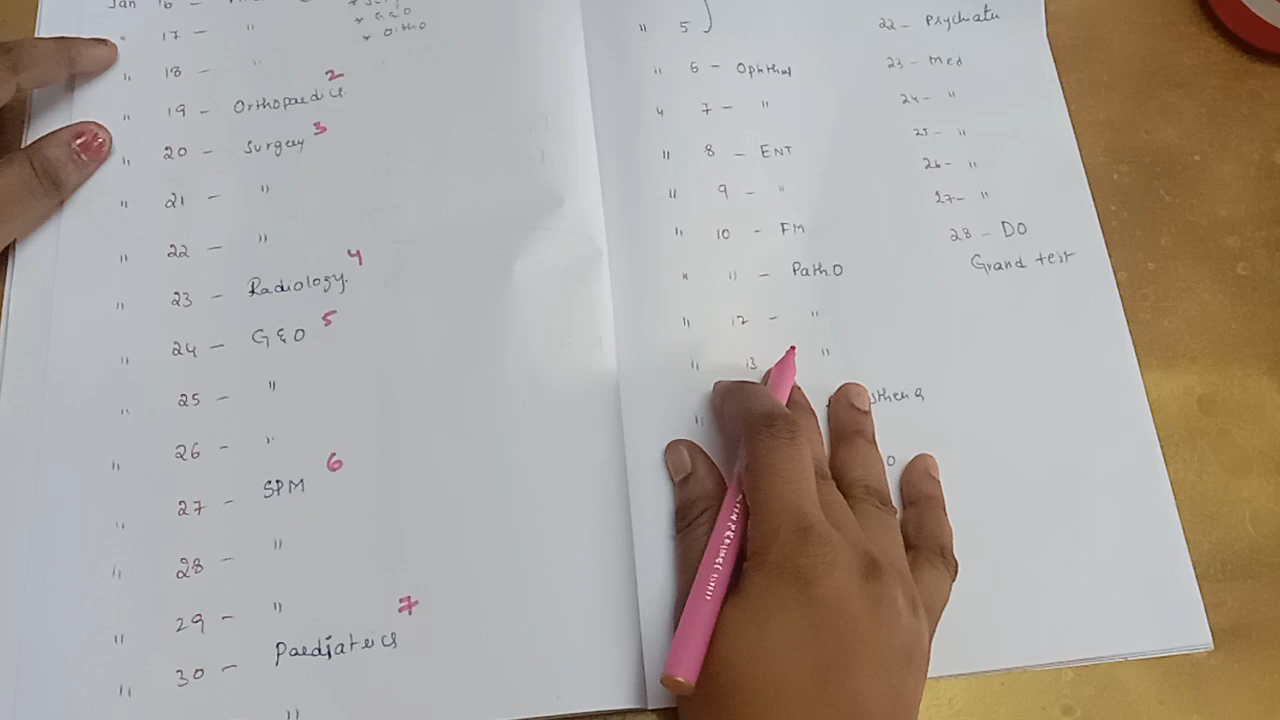 Jan 16 -
" 17 - "
* G&O
* Ortho
" 18 - "
" 19 - Orthopaedics 2
" 20 - Surgery 3
" 21 - "
" 22 - "
" 23 - Radiology. 4
" 24 - G&O 5
" 25 - "
" 26 - "
" 27 - SPM 6
" 28 - "
" 29 - "
" 30 - Paediatrics 7
"
" 5
" 6 - Ophthal
" 7 - "
" 8 - ENT
" 9 - "
" 10 - FM
" 11 - Patho
" 12 - "
" 13 "
"
22 - Psychiatu
23 - Med
24 - "
25 - "
26 - "
27 - "
28 - DO
Grand test